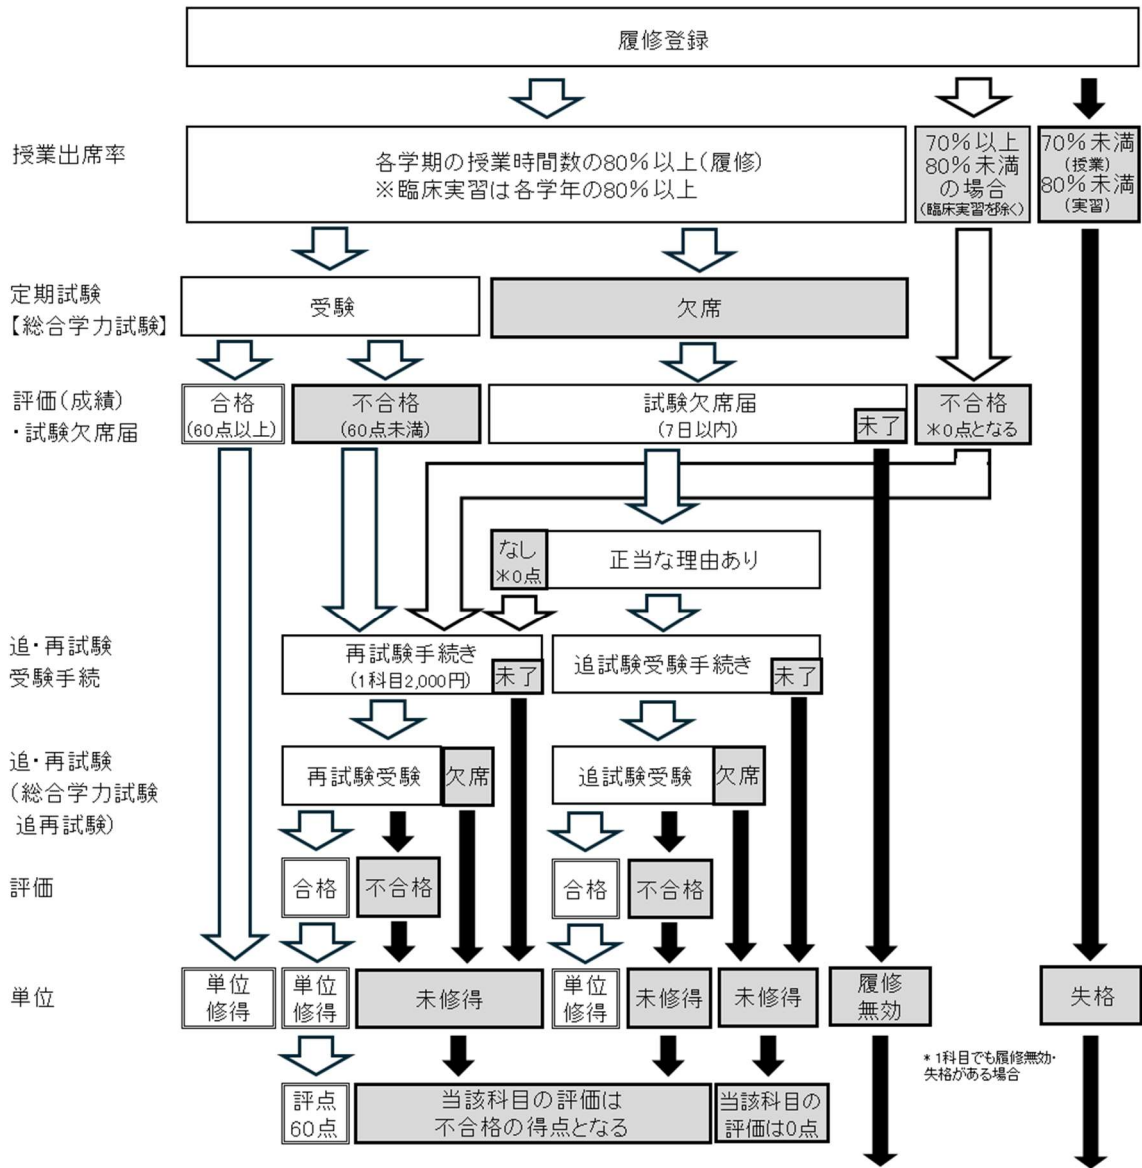 履修登録
授業出席率
各学期の授業時間数の80%以上(履修)
※臨床実習は各学年の80%以上
70%以上
80%未満
の場合
(臨床実習を除く)
70%未満
(授業)
80%未満
(実習)
定期試験
【総合学力試験】
受験
欠席
評価(成績)
・試験欠席届
合格
(60点以上)
不合格
(60点未満)
試験欠席届
(7日以内)
未了
不合格
*0点となる
なし
*0点
正当な理由あり
追・再試験
受験手続
再試験手続き
(1科目2,000円)
未了
追試験受験手続き
未了
追・再試験
(総合学力試験
追再試験)
再試験受験
欠席
追試験受験
欠席
評価
合格
不合格
合格
不合格
単位
単位
修得
単位
修得
未修得
単位
修得
未修得
未修得
履修
無効
失格
*1科目でも履修無効・
失格がある場合
評点
60点
当該科目の評価は
不合格の得点となる
当該科目の
評価は0点